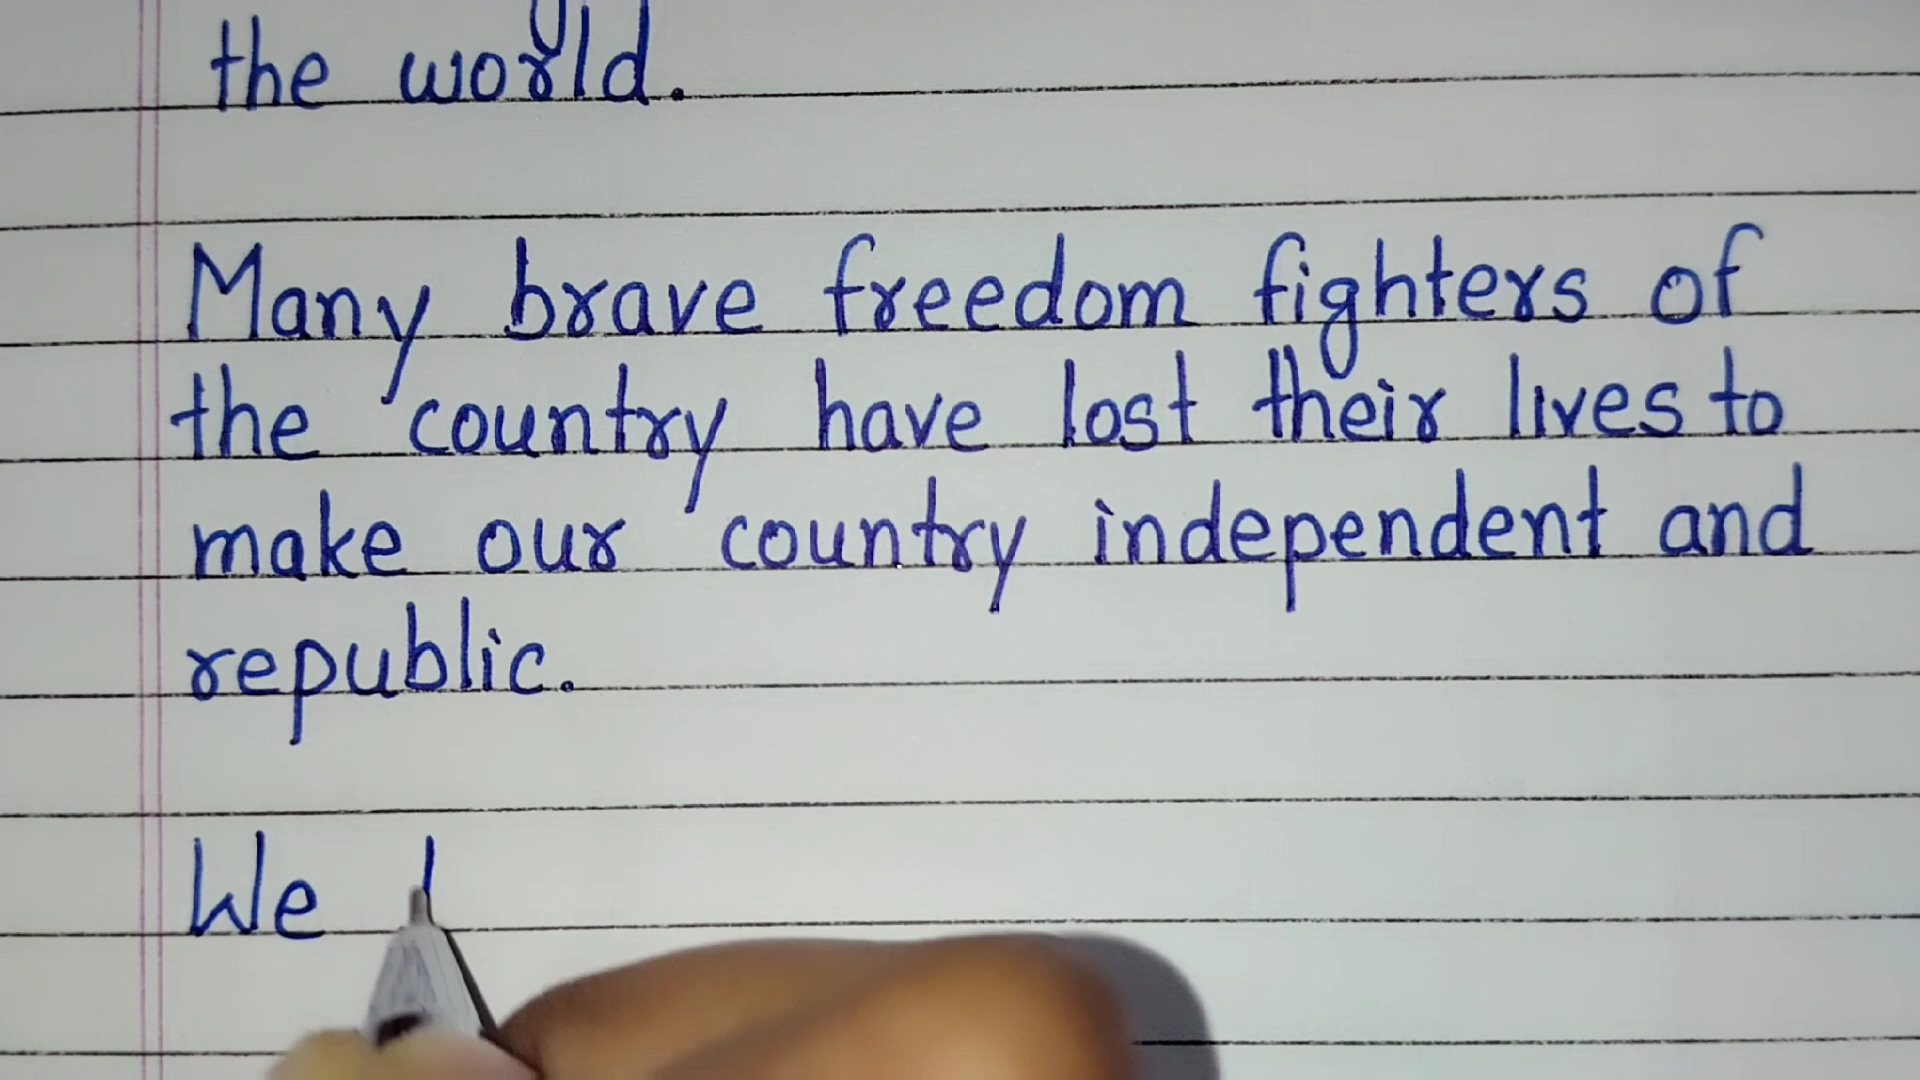 the world.
Many brave freedom fighters of
the country have lost their lives to
make our country independent and
republic.
We